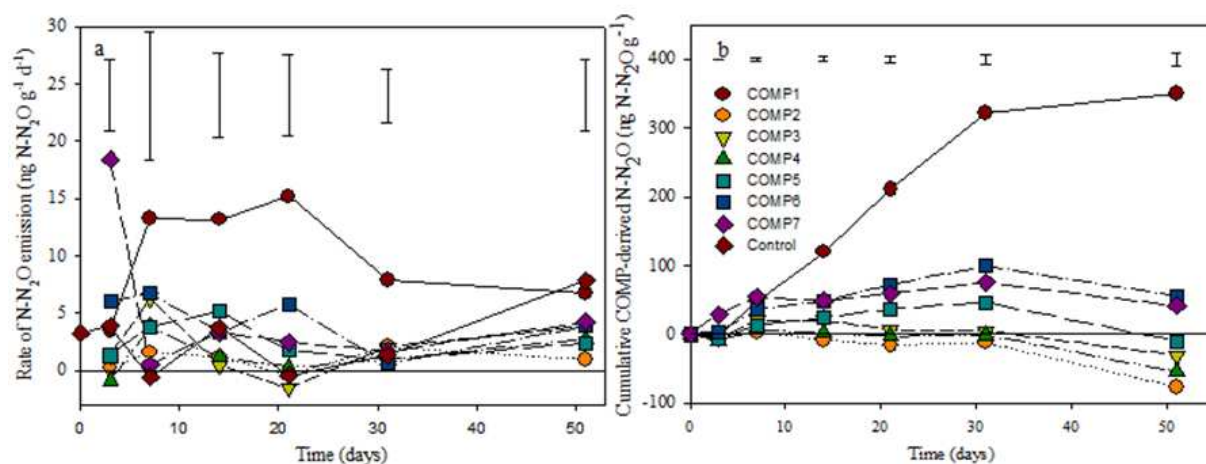 a
Rate of N-N₂O emission (ng N-N₂O g⁻¹ d⁻¹)
30
25
20
15
10
5
0
0 10 20 30 40 50
Time (days)
b
Cumulative COMP-derived N-N₂O (ng N-N₂O g⁻¹)
400
300
200
100
0
-100
COMP1
COMP2
COMP3
COMP4
COMP5
COMP6
COMP7
Control
0 10 20 30 40 50
Time (days)